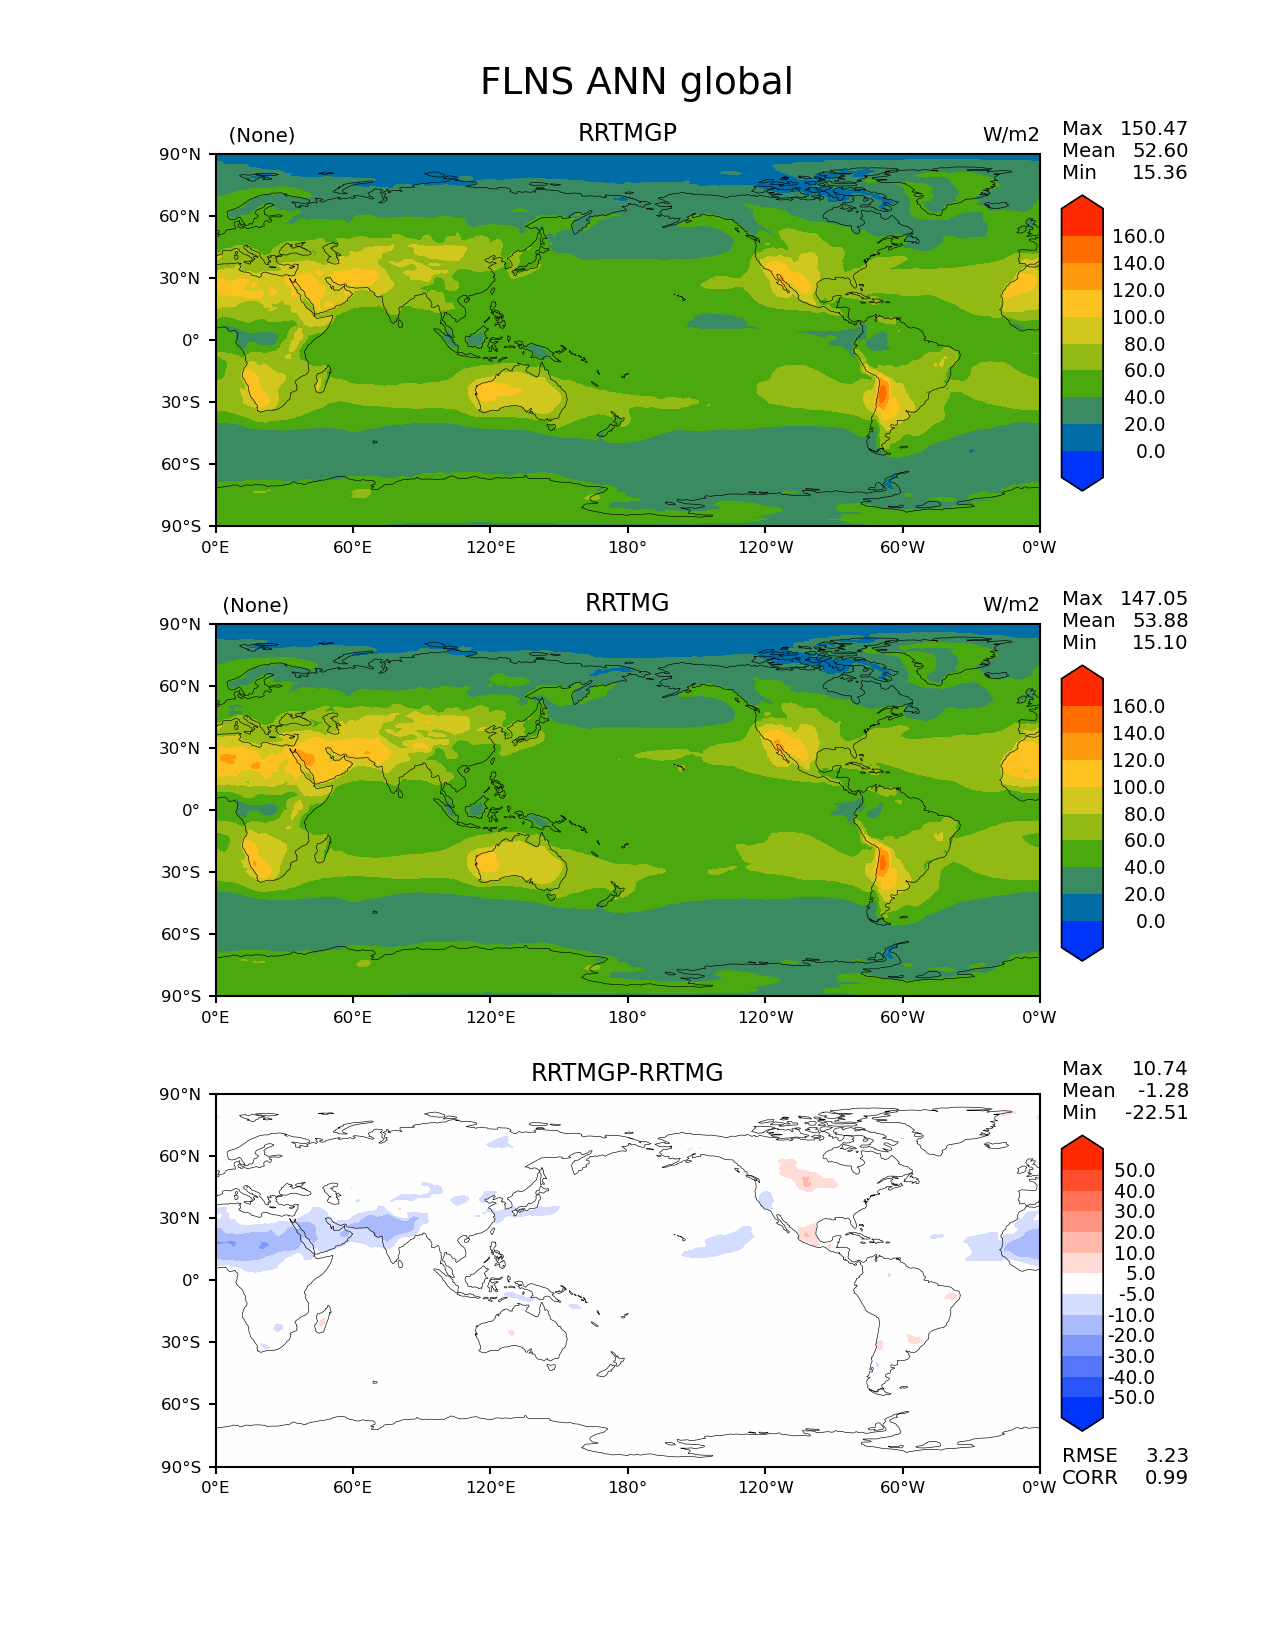 FLNS ANN global
(None) RRTMGP W/m2
Max 150.47
Mean 52.60
Min 15.36
90°N
60°N
30°N
0°
30°S
60°S
90°S
0°E 60°E 120°E 180° 120°W 60°W 0°W
160.0
140.0
120.0
100.0
80.0
60.0
40.0
20.0
0.0
(None) RRTMG W/m2
Max 147.05
Mean 53.88
Min 15.10
90°N
60°N
30°N
0°
30°S
60°S
90°S
0°E 60°E 120°E 180° 120°W 60°W 0°W
160.0
140.0
120.0
100.0
80.0
60.0
40.0
20.0
0.0
RRTMGP-RRTMG
Max 10.74
Mean -1.28
Min -22.51
90°N
60°N
30°N
0°
30°S
60°S
90°S
0°E 60°E 120°E 180° 120°W 60°W 0°W
50.0
40.0
30.0
20.0
10.0
5.0
-5.0
-10.0
-20.0
-30.0
-40.0
-50.0
RMSE 3.23
CORR 0.99